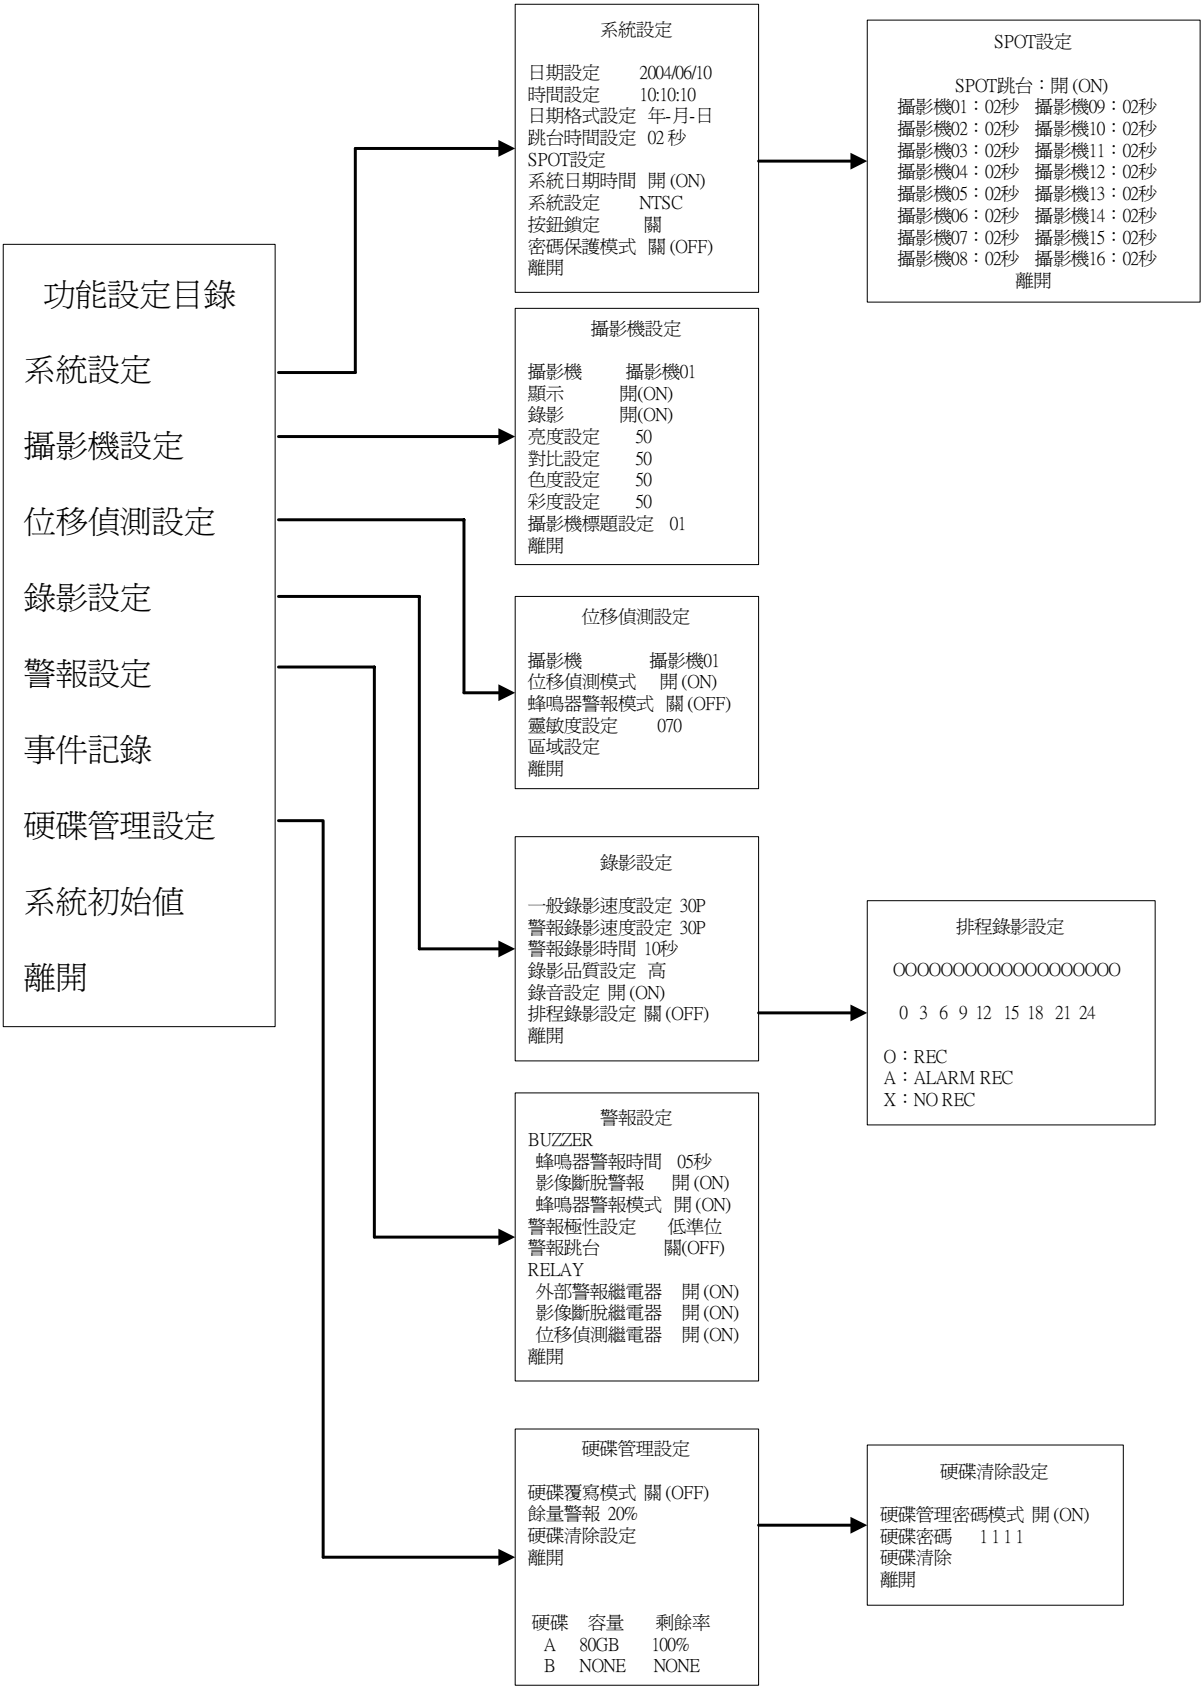 功能設定目錄
系統設定
攝影機設定
位移偵測設定
錄影設定
警報設定
事件記錄
硬碟管理設定
系統初始值
離開
系統設定
日期設定 2004/06/10
時間設定 10:10:10
日期格式設定 年-月-日
跳台時間設定 02 秒
SPOT設定
系統日期時間 開 (ON)
系統設定 NTSC
按鈕鎖定 關
密碼保護模式 關 (OFF)
離開
SPOT設定
SPOT跳台：開 (ON)
攝影機01：02秒 攝影機09：02秒
攝影機02：02秒 攝影機10：02秒
攝影機03：02秒 攝影機11：02秒
攝影機04：02秒 攝影機12：02秒
攝影機05：02秒 攝影機13：02秒
攝影機06：02秒 攝影機14：02秒
攝影機07：02秒 攝影機15：02秒
攝影機08：02秒 攝影機16：02秒
離開
攝影機設定
攝影機 攝影機01
顯示 開(ON)
錄影 開(ON)
亮度設定 50
對比設定 50
色度設定 50
彩度設定 50
攝影機標題設定 01
離開
位移偵測設定
攝影機 攝影機01
位移偵測模式 開 (ON)
蜂鳴器警報模式 關 (OFF)
靈敏度設定 070
區域設定
離開
錄影設定
一般錄影速度設定 30P
警報錄影速度設定 30P
警報錄影時間 10秒
錄影品質設定 高
錄音設定 開 (ON)
排程錄影設定 關 (OFF)
離開
排程錄影設定
OOOOOOOOOOOOOOOOOOO
0 3 6 9 12 15 18 21 24
O：REC
A：ALARM REC
X：NO REC
警報設定
BUZZER
蜂鳴器警報時間 05秒
影像斷脫警報 開 (ON)
蜂鳴器警報模式 開 (ON)
警報極性設定 低準位
警報跳台 關(OFF)
RELAY
外部警報繼電器 開 (ON)
影像斷脫繼電器 開 (ON)
位移偵測繼電器 開 (ON)
離開
硬碟管理設定
硬碟覆寫模式 關 (OFF)
餘量警報 20%
硬碟清除設定
離開
硬碟 容量 剩餘率
A 80GB 100%
B NONE NONE
硬碟清除設定
硬碟管理密碼模式 開 (ON)
硬碟密碼 1 1 1 1
硬碟清除
離開